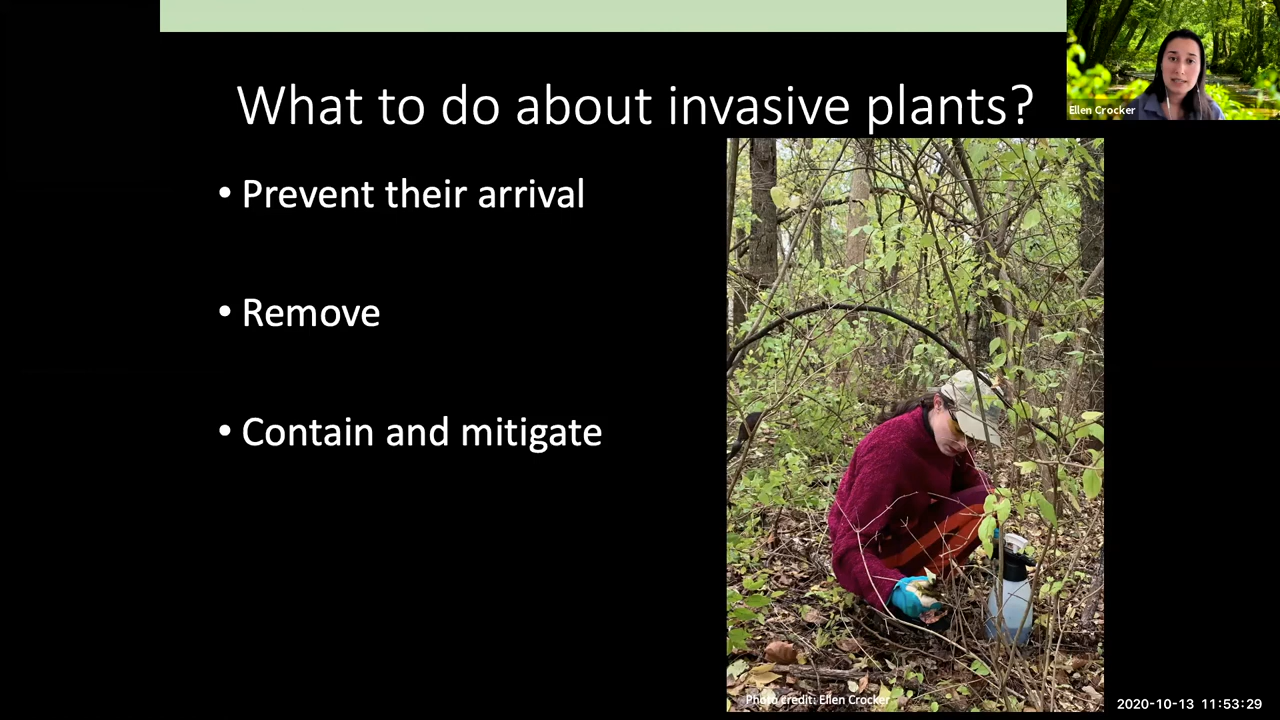 What to do about invasive plants?
Ellen Crocker
• Prevent their arrival
• Remove
• Contain and mitigate
Photo credit: Ellen Crocker
2020-10-13 11:53:29